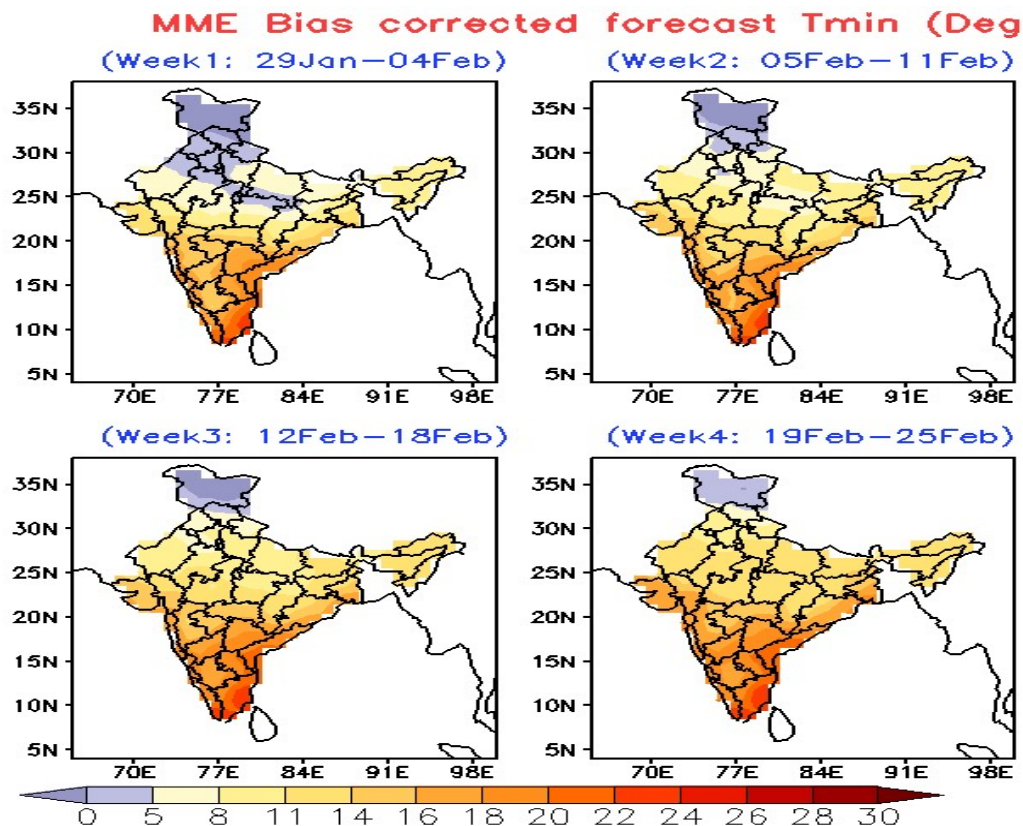 MME Bias corrected forecast Tmin (Deg
(Week1: 29Jan-04Feb) (Week2: 05Feb-11Feb)
35N 35N
30N 30N
25N 25N
20N 20N
15N 15N
10N 10N
5N 5N
70E 77E 84E 91E 98E 70E 77E 84E 91E 98E
(Week3: 12Feb-18Feb) (Week4: 19Feb-25Feb)
35N 35N
30N 30N
25N 25N
20N 20N
15N 15N
10N 10N
5N 5N
70E 77E 84E 91E 98E 70E 77E 84E 91E 98E
0 5 8 11 14 16 18 20 22 24 26 28 30